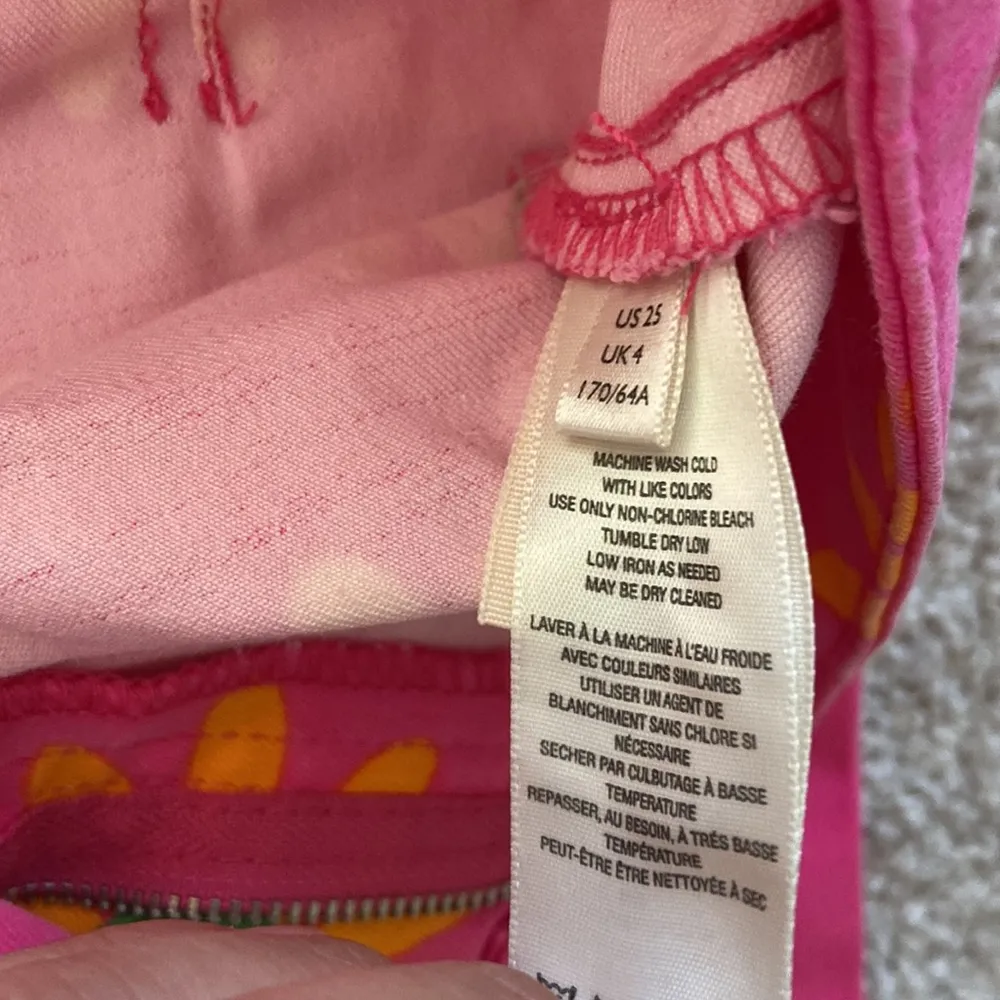 US 25
UK 4
170/64A
MACHINE WASH COLD
WITH LIKE COLORS
USE ONLY NON-CHLORINE BLEACH
TUMBLE DRY LOW
LOW IRON AS NEEDED
MAY BE DRY CLEANED
LAVER À LA MACHINE À L'EAU FROIDE
AVEC COULEURS SIMILAIRES
UTILISER UN AGENT DE
BLANCHIMENT SANS CHLORE SI
NÉCESSAIRE
SECHER PAR CULBUTAGE À BASSE
TEMPERATURE
REPASSER, AU BESOIN, À TRÉS BASSE
TEMPÉRATURE
PEUT-ÊTRE ÊTRE NETTOYÉE À SEC